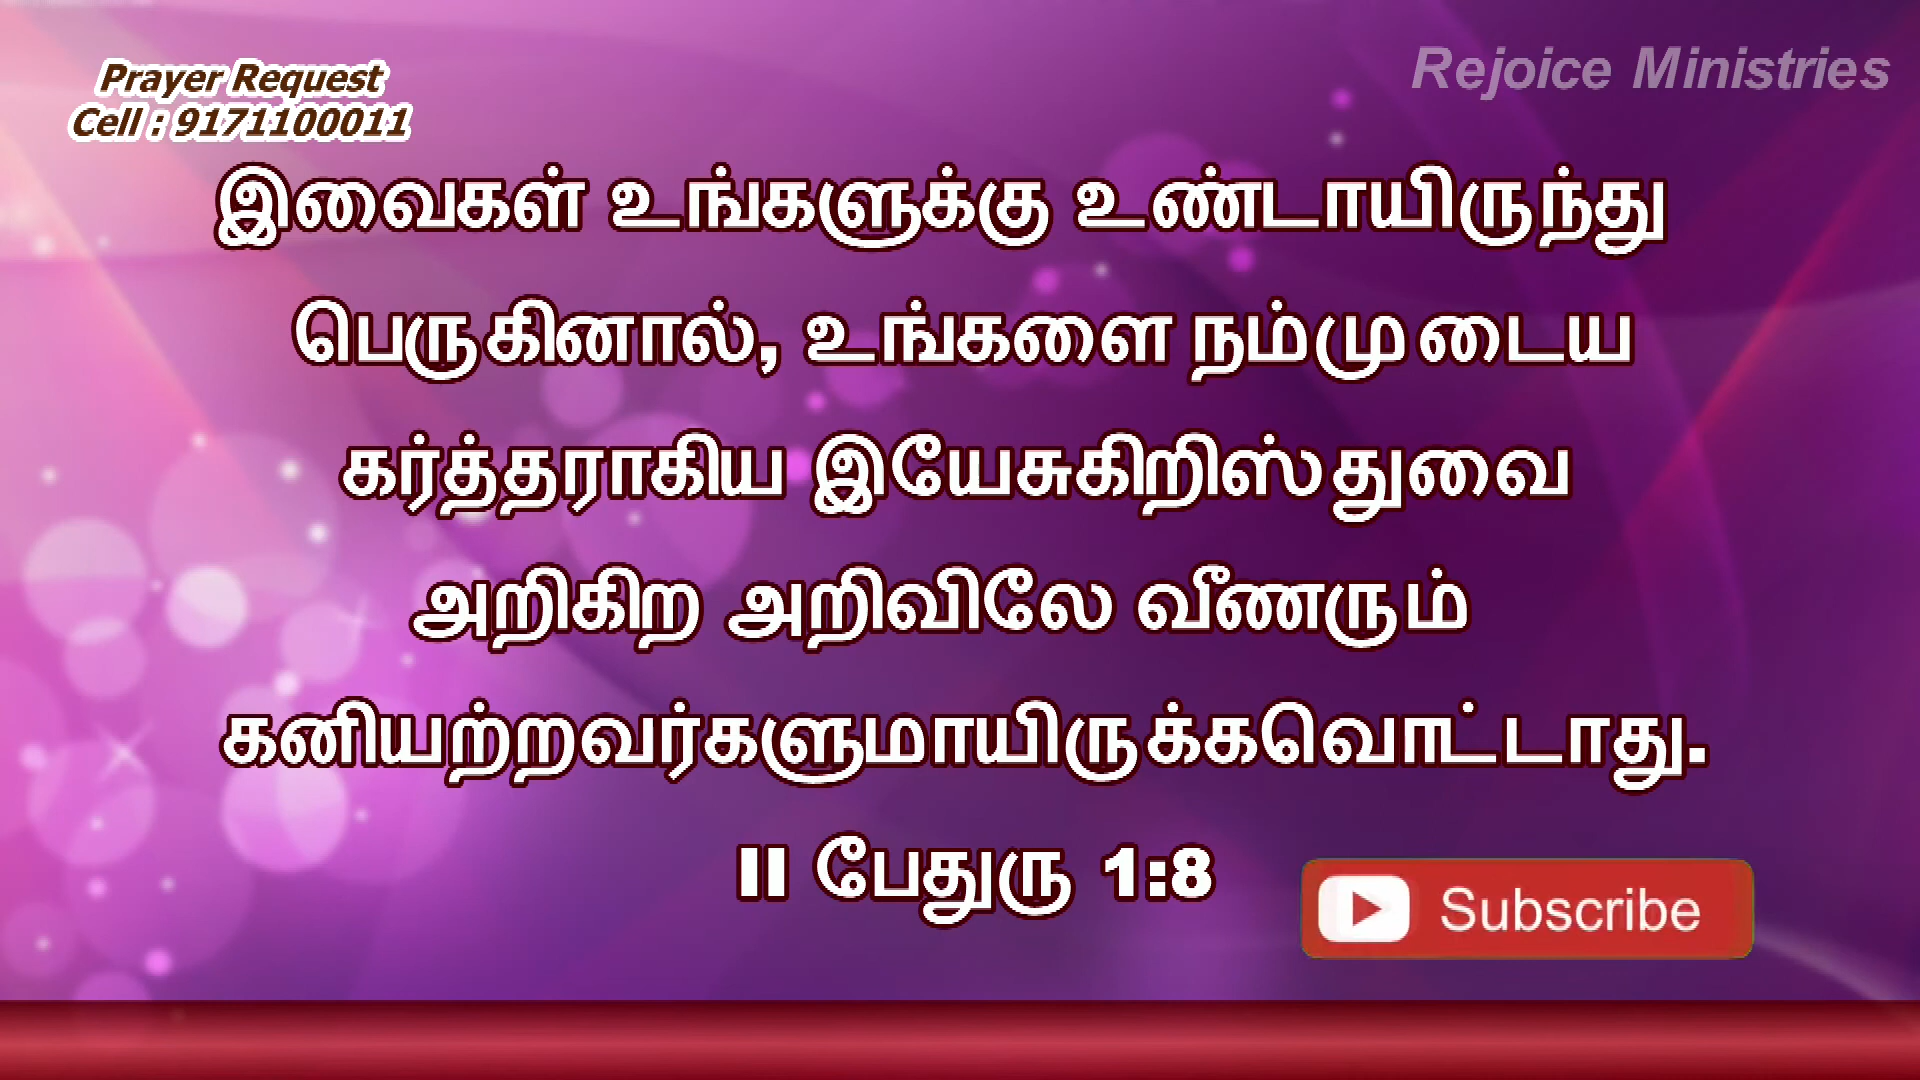 Prayer Request
Cell : 9171100011
Rejoice Ministries
இவைகள் உங்களுக்கு உண்டாயிருந்து
பெருகினால், உங்களை நம்முடைய
கர்த்தராகிய இயேசுகிறிஸ்துவை
அறிகிற அறிவிலே வீணரும்
கனியற்றவர்களுமாயிருக்கவொட்டாது.
II பேதுரு 1:8
Subscribe